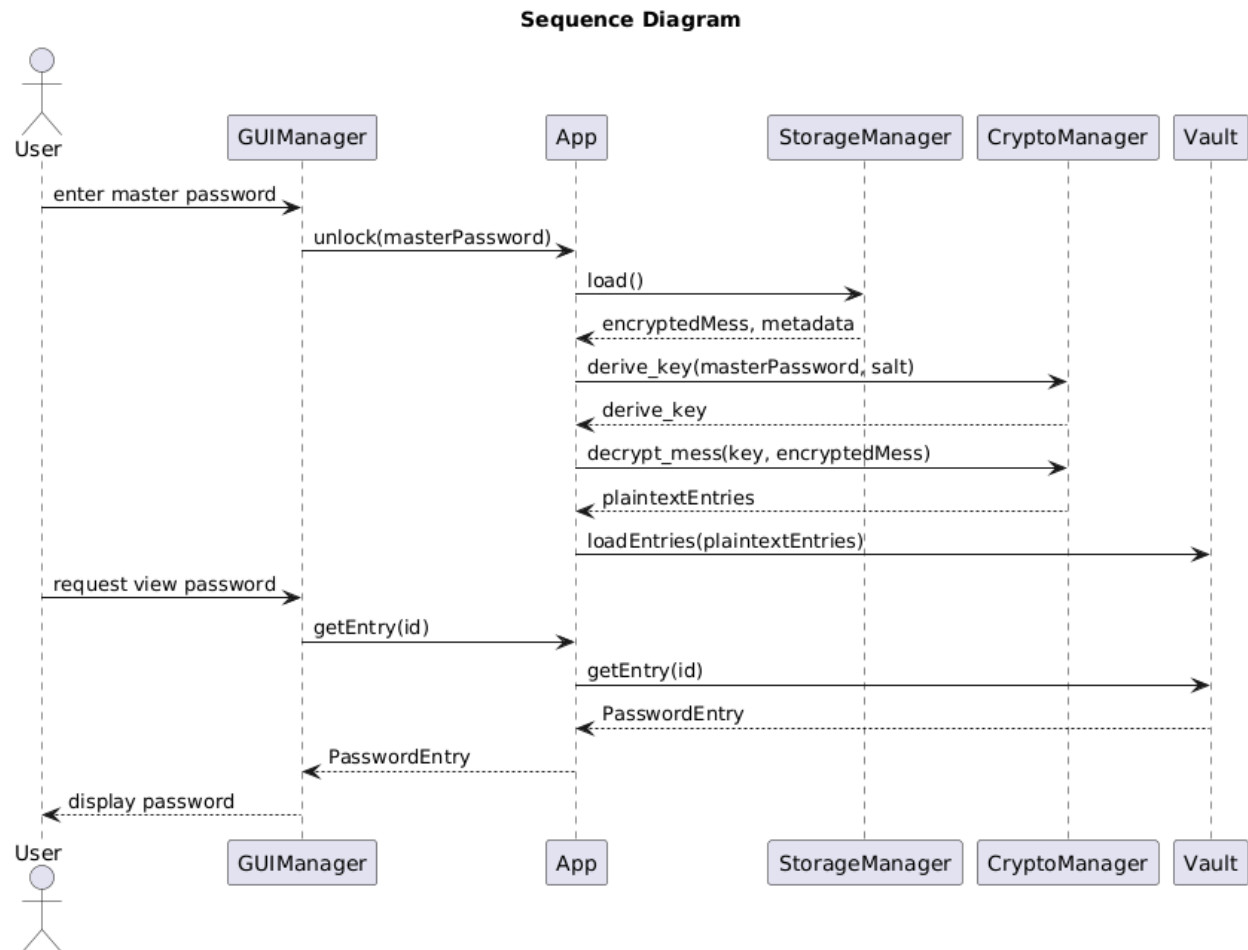 Sequence Diagram
User
GUIManager
App
StorageManager
CryptoManager
Vault
enter master password
unlock(masterPassword)
load()
encryptedMess, metadata
derive_key(masterPassword, salt)
derive_key
decrypt_mess(key, encryptedMess)
plaintextEntries
loadEntries(plaintextEntries)
request view password
getEntry(id)
getEntry(id)
PasswordEntry
PasswordEntry
display password
User
GUIManager
App
StorageManager
CryptoManager
Vault